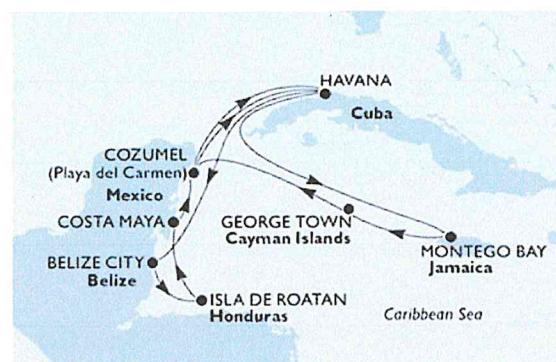 HAVANA
Cuba
COZUMEL
(Playa del Carmen)
Mexico
COSTA MAYA
GEORGE TOWN
Cayman Islands
MONTEGO BAY
Jamaica
BELIZE CITY
Belize
ISLA DE ROATAN
Honduras
Caribbean Sea